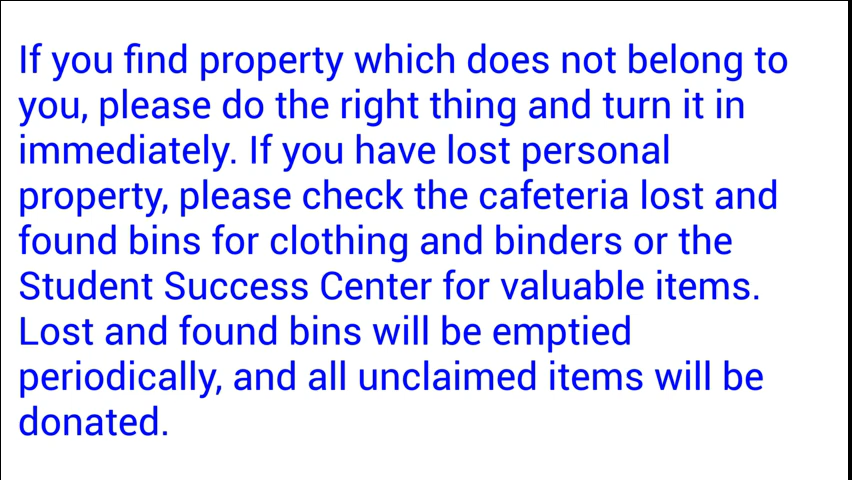 If you find property which does not belong to
you, please do the right thing and turn it in
immediately. If you have lost personal
property, please check the cafeteria lost and
found bins for clothing and binders or the
Student Success Center for valuable items.
Lost and found bins will be emptied
periodically, and all unclaimed items will be
donated.